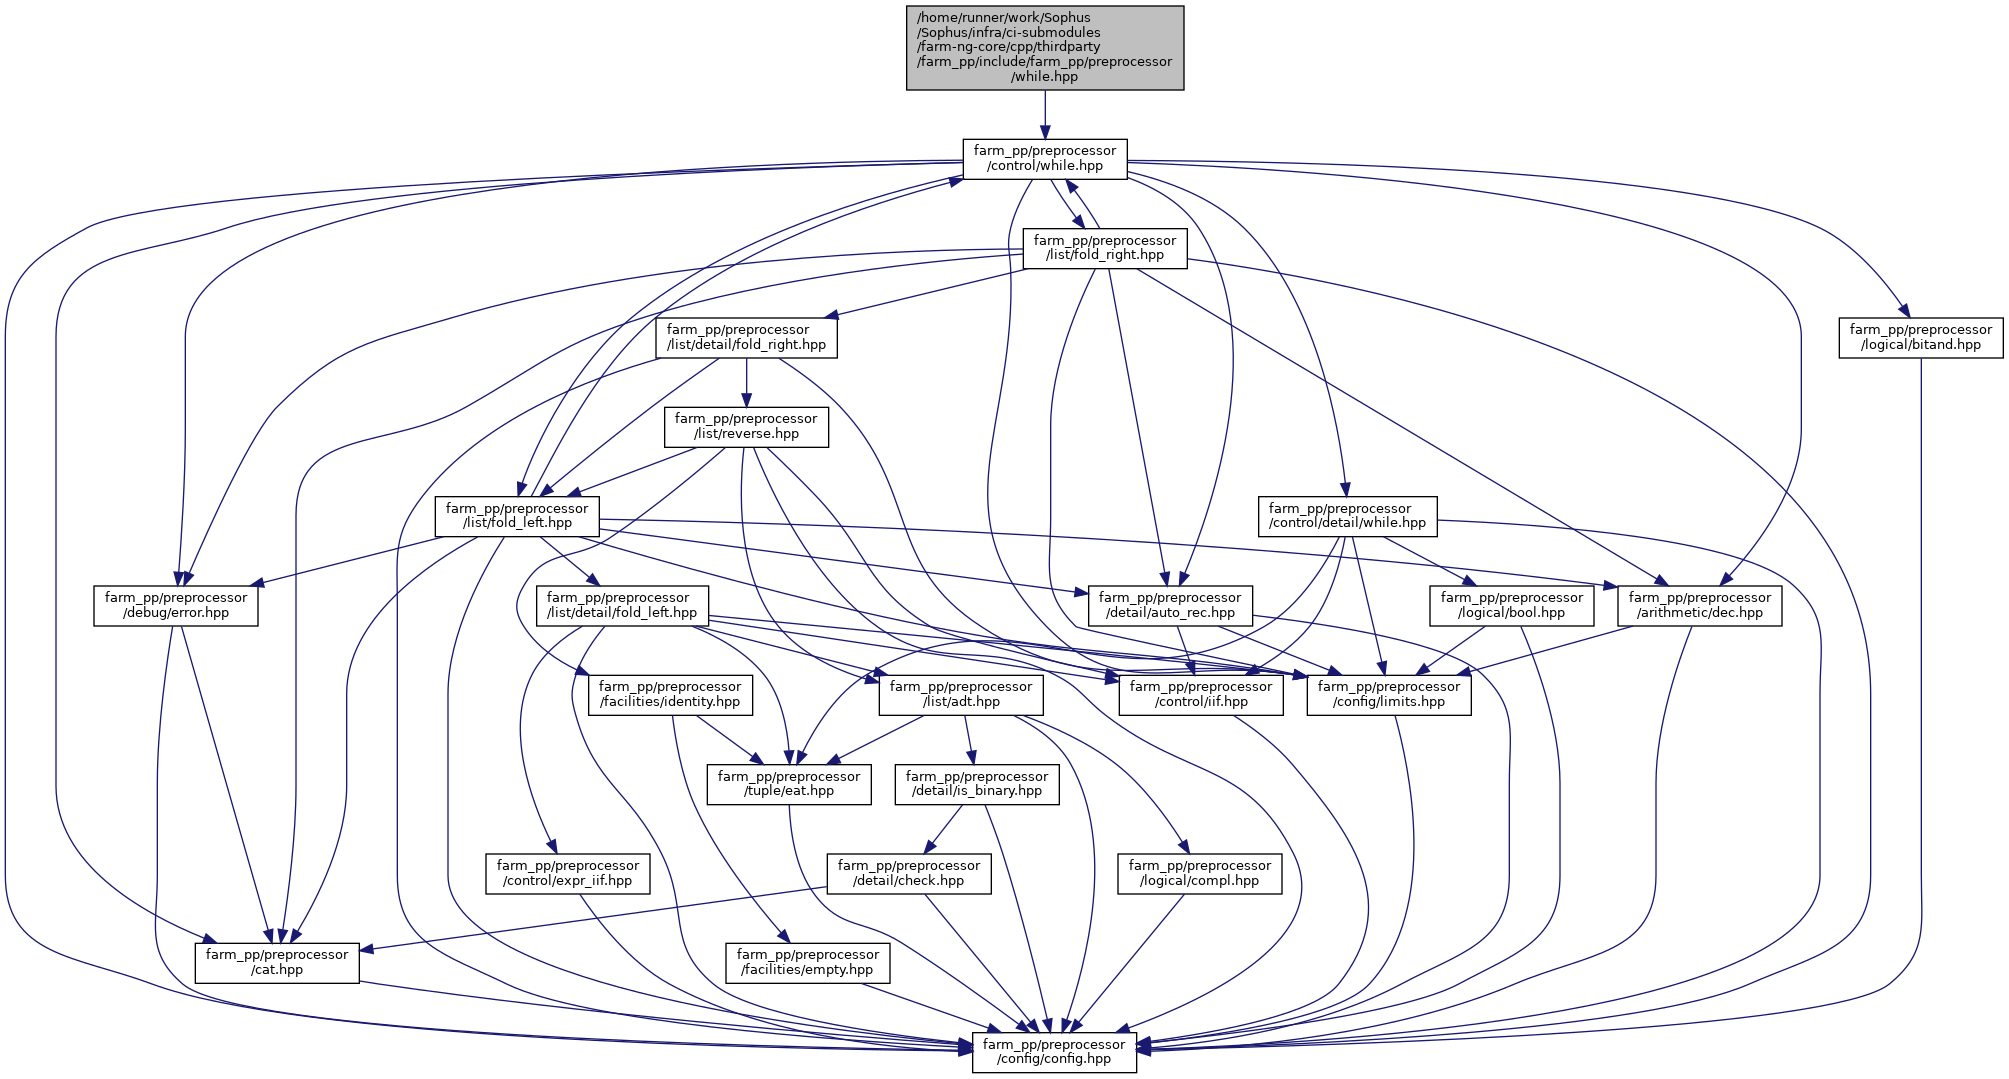 /home/runner/work/Sophus
/Sophus/infra/ci-submodules
/farm-ng-core/cpp/thirdparty
/farm_pp/include/farm_pp/preprocessor
/while.hpp
farm_pp/preprocessor
/control/while.hpp
farm_pp/preprocessor
/list/fold_right.hpp
farm_pp/preprocessor
/list/detail/fold_right.hpp
farm_pp/preprocessor
/logical/bitand.hpp
farm_pp/preprocessor
/list/reverse.hpp
farm_pp/preprocessor
/list/fold_left.hpp
farm_pp/preprocessor
/control/detail/while.hpp
farm_pp/preprocessor
/debug/error.hpp
farm_pp/preprocessor
/list/detail/fold_left.hpp
farm_pp/preprocessor
/detail/auto_rec.hpp
farm_pp/preprocessor
/logical/bool.hpp
farm_pp/preprocessor
/arithmetic/dec.hpp
farm_pp/preprocessor
/facilities/identity.hpp
farm_pp/preprocessor
/list/adt.hpp
farm_pp/preprocessor
/control/iif.hpp
farm_pp/preprocessor
/config/limits.hpp
farm_pp/preprocessor
/tuple/eat.hpp
farm_pp/preprocessor
/detail/is_binary.hpp
farm_pp/preprocessor
/control/expr_iif.hpp
farm_pp/preprocessor
/detail/check.hpp
farm_pp/preprocessor
/logical/compl.hpp
farm_pp/preprocessor
/cat.hpp
farm_pp/preprocessor
/facilities/empty.hpp
farm_pp/preprocessor
/config/config.hpp